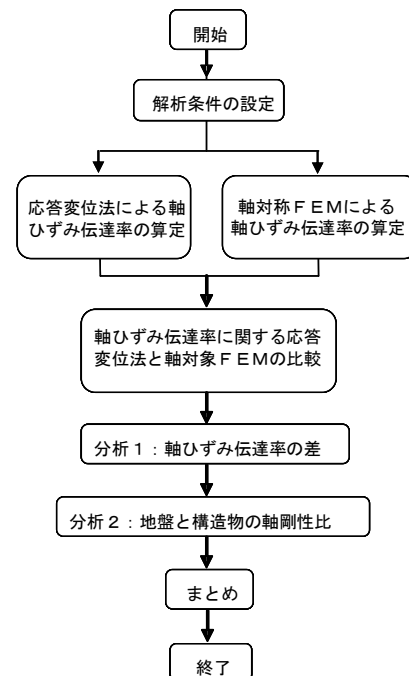 開始
解析条件の設定
応答変位法による軸
ひずみ伝達率の算定
軸対称ＦＥＭによる
軸ひずみ伝達率の算定
軸ひずみ伝達率に関する応答
変位法と軸対象ＦＥＭの比較
分析１：軸ひずみ伝達率の差
分析２：地盤と構造物の軸剛性比
まとめ
終了